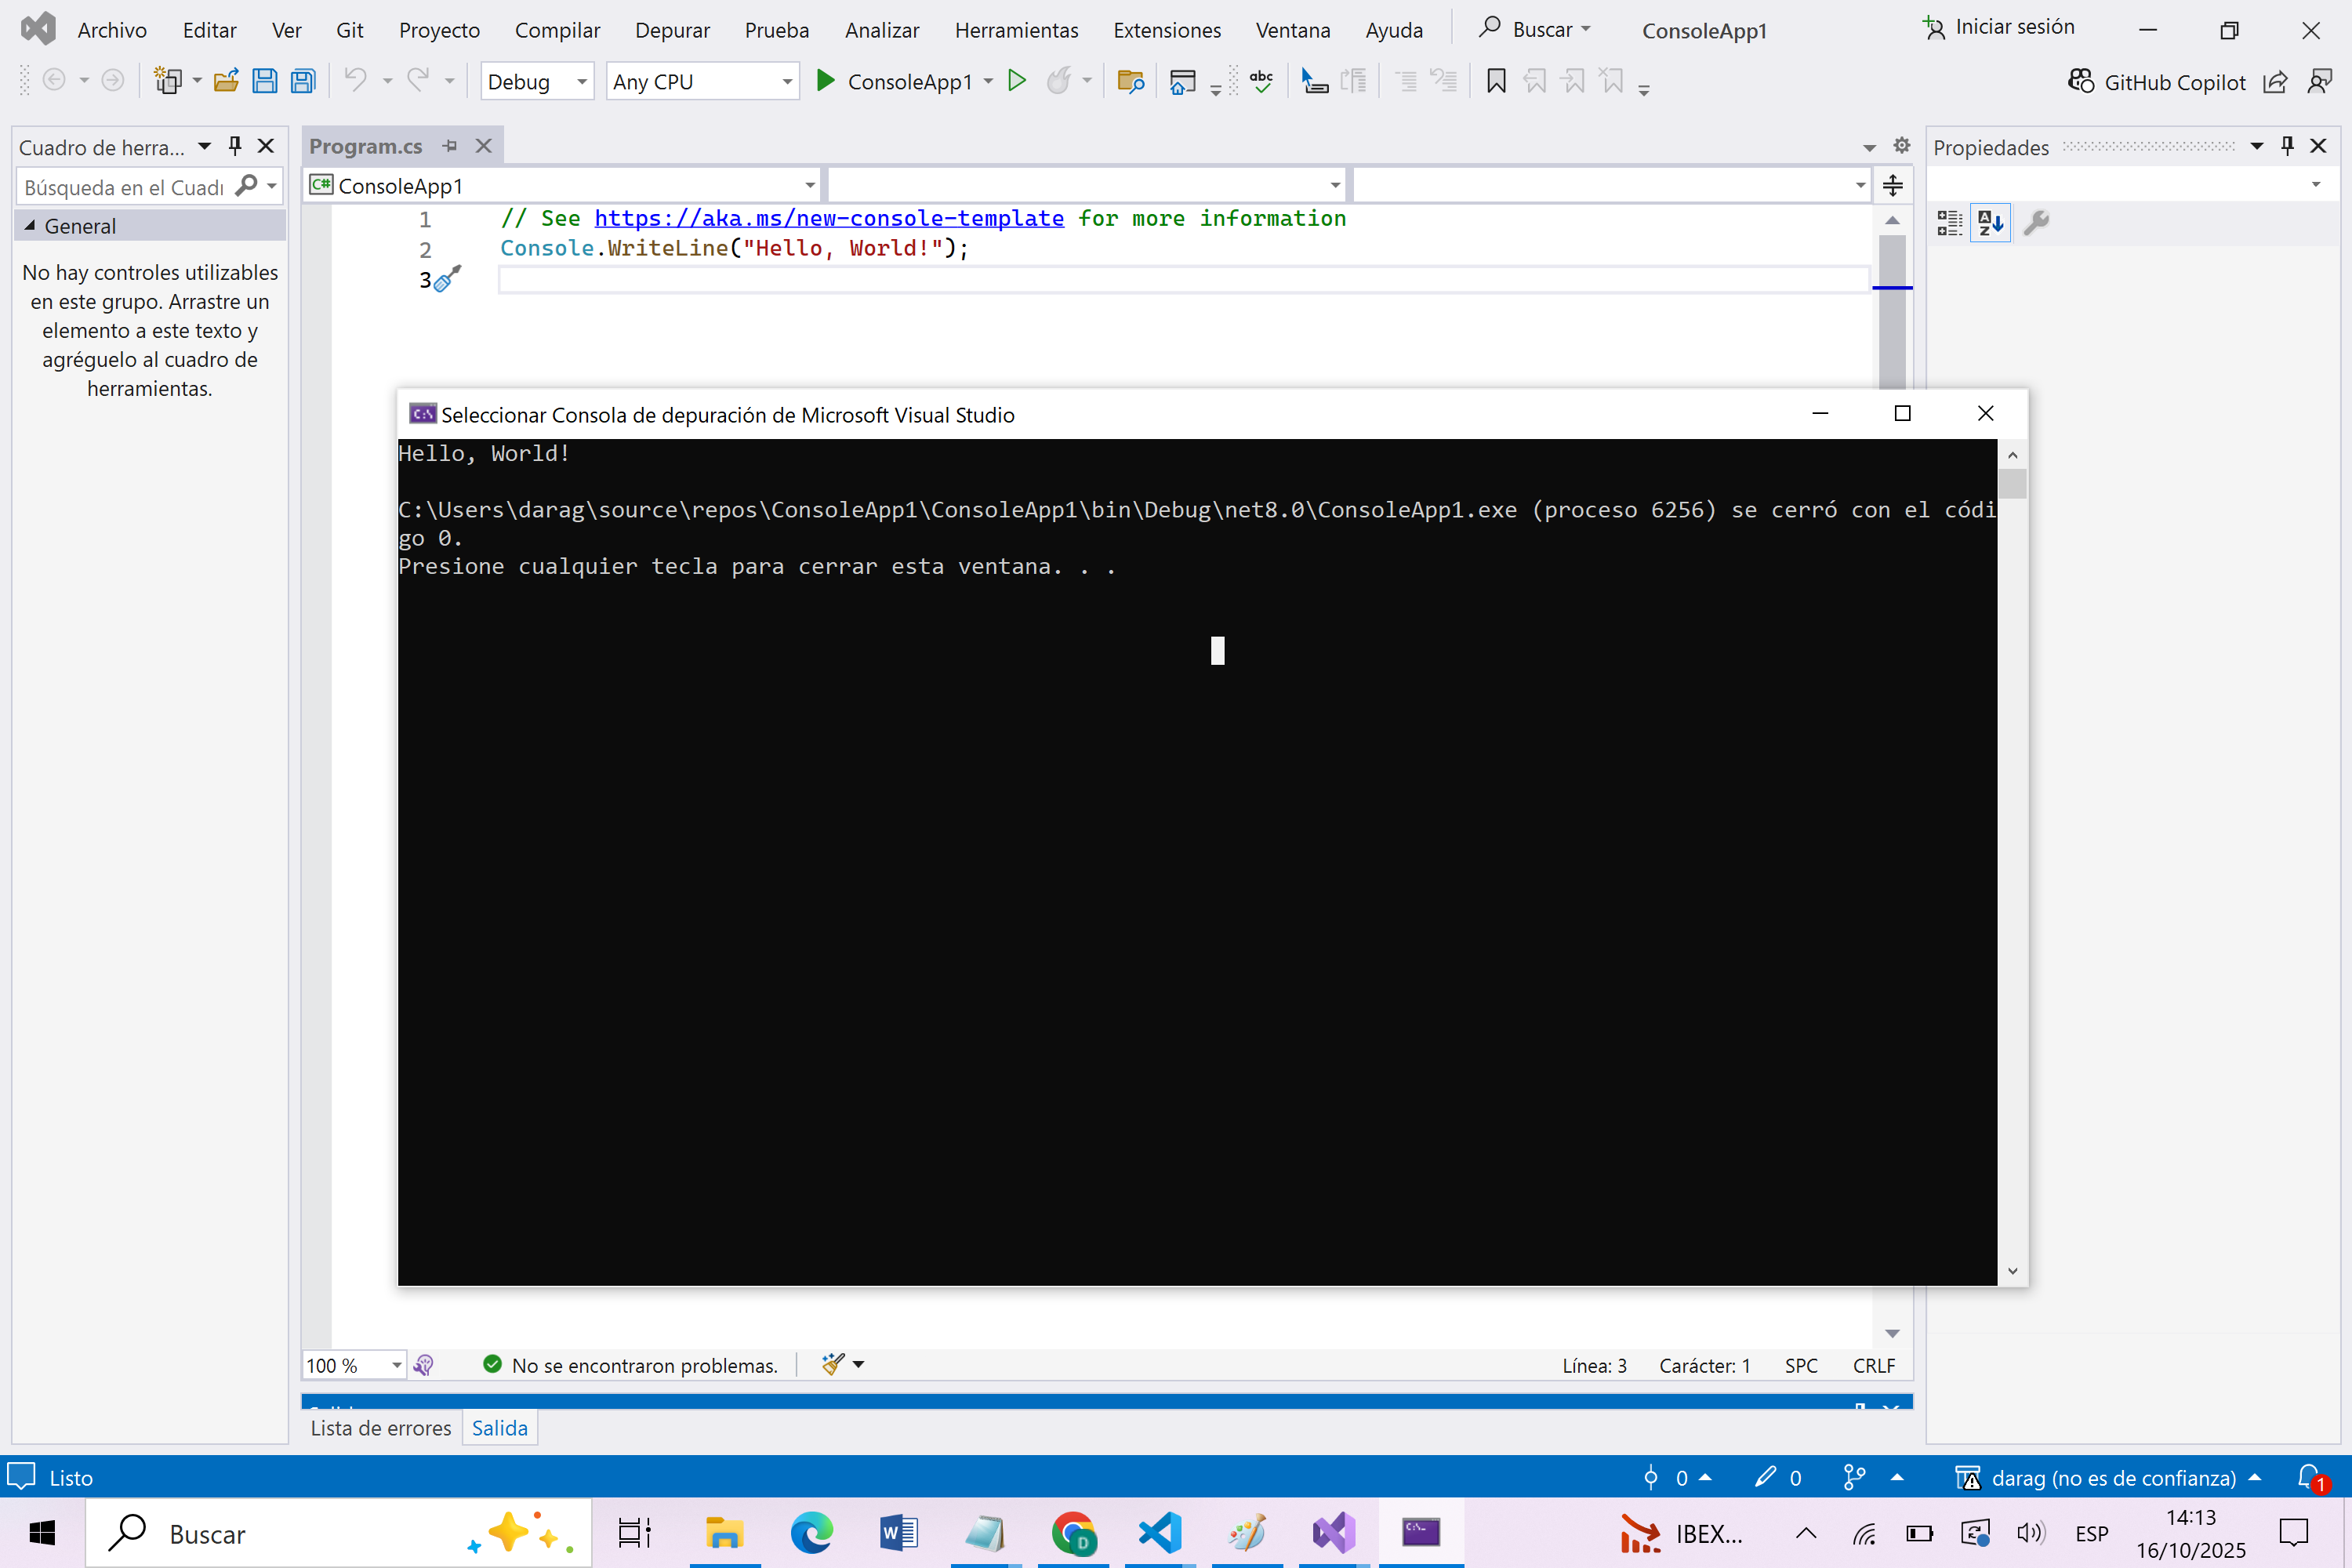 Archivo Editar Ver Git Proyecto Compilar Depurar Prueba Analizar Herramientas Extensiones Ventana Ayuda Buscar ConsoleApp1 Iniciar sesión
Debug Any CPU ConsoleApp1 abc GitHub Copilot
Cuadro de herra...
Búsqueda en el Cuadı
General
No hay controles utilizables
en este grupo. Arrastre un
elemento a este texto y
agréguelo al cuadro de
herramientas.
Program.cs
C# ConsoleApp1
1 // See https://aka.ms/new-console-template for more information
2 Console.WriteLine("Hello, World!");
3
Propiedades
Seleccionar Consola de depuración de Microsoft Visual Studio
Hello, World!
C:\Users\darag\source\repos\ConsoleApp1\ConsoleApp1\bin\Debug\net8.0\ConsoleApp1.exe (proceso 6256) se cerró con el códi
go 0.
Presione cualquier tecla para cerrar esta ventana. . .
100 % No se encontraron problemas. Línea: 3 Carácter: 1 SPC CRLF
Lista de errores Salida
Listo 0 0 darag (no es de confianza) 1
Buscar IBEX... ESP 14:13
16/10/2025